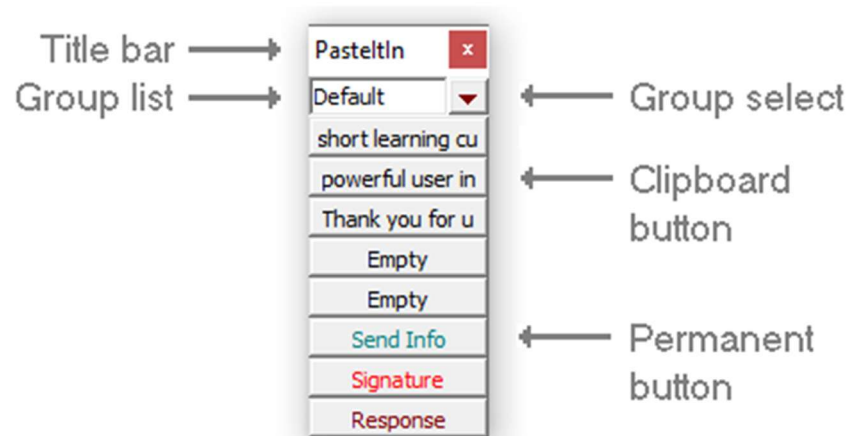 Title bar
PasteItIn
x
Group list
Default
Group select
short learning cu
powerful user in
Clipboard
button
Thank you for u
Empty
Empty
Send Info
Permanent
button
Signature
Response